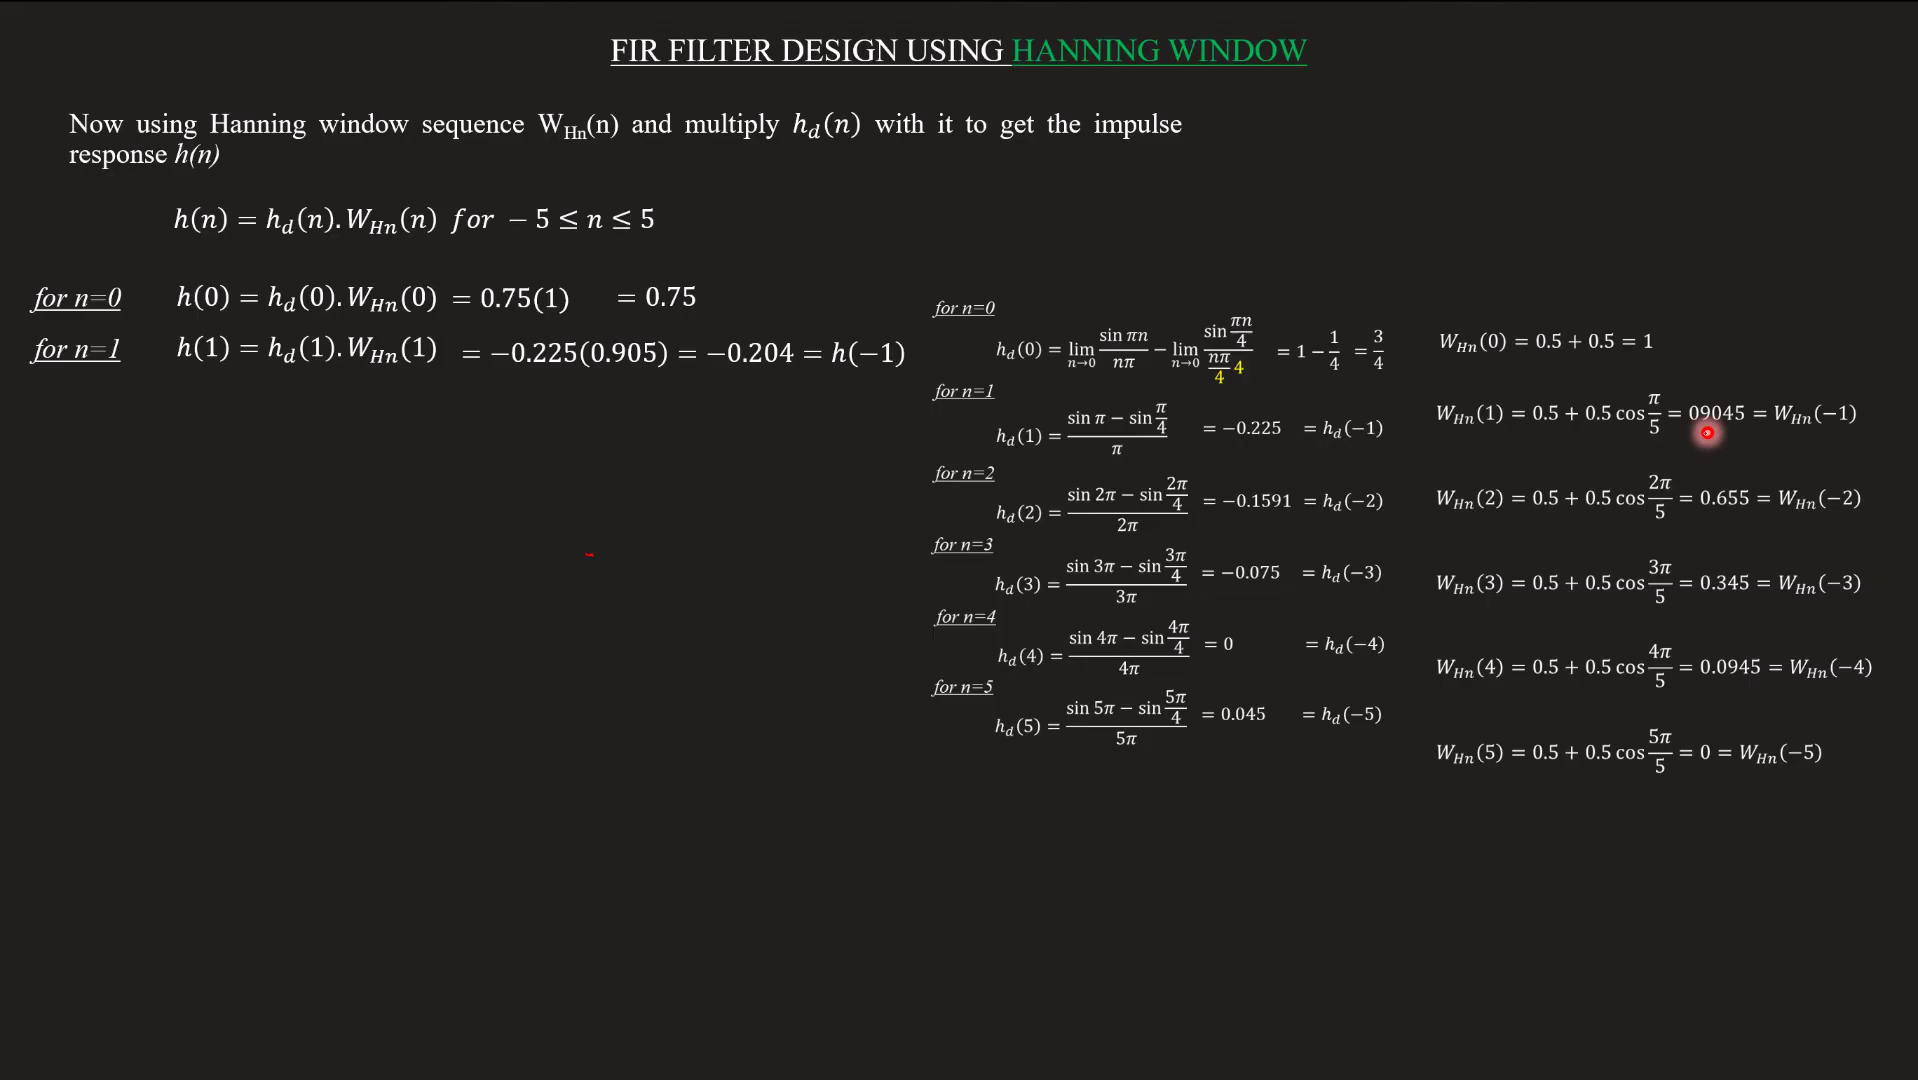 FIR FILTER DESIGN USING HANNING WINDOW
Now using Hanning window sequence W_Hn(n) and multiply h_d(n) with it to get the impulse
response h(n)
h(n) = h_d(n).W_Hn(n) for − 5 ≤ n ≤ 5
for n=0 h(0) = h_d(0).W_Hn(0) = 0.75(1) = 0.75
for n=1 h(1) = h_d(1).W_Hn(1) = −0.225(0.905) = −0.204 = h(−1)
for n=0
h_d(0) = lim_{n→0} (sin πn)/(nπ) − lim_{n→0} (sin (πn/4))/((nπ/4) 4) = 1 − 1/4 = 3/4
for n=1
h_d(1) = (sin π − sin (π/4))/π = −0.225 = h_d(−1)
for n=2
h_d(2) = (sin 2π − sin (2π/4))/(2π) = −0.1591 = h_d(−2)
for n=3
h_d(3) = (sin 3π − sin (3π/4))/(3π) = −0.075 = h_d(−3)
for n=4
h_d(4) = (sin 4π − sin (4π/4))/(4π) = 0 = h_d(−4)
for n=5
h_d(5) = (sin 5π − sin (5π/4))/(5π) = 0.045 = h_d(−5)
W_Hn(0) = 0.5 + 0.5 = 1
W_Hn(1) = 0.5 + 0.5 cos (π/5) = 09045 = W_Hn(−1)
W_Hn(2) = 0.5 + 0.5 cos (2π/5) = 0.655 = W_Hn(−2)
W_Hn(3) = 0.5 + 0.5 cos (3π/5) = 0.345 = W_Hn(−3)
W_Hn(4) = 0.5 + 0.5 cos (4π/5) = 0.0945 = W_Hn(−4)
W_Hn(5) = 0.5 + 0.5 cos (5π/5) = 0 = W_Hn(−5)